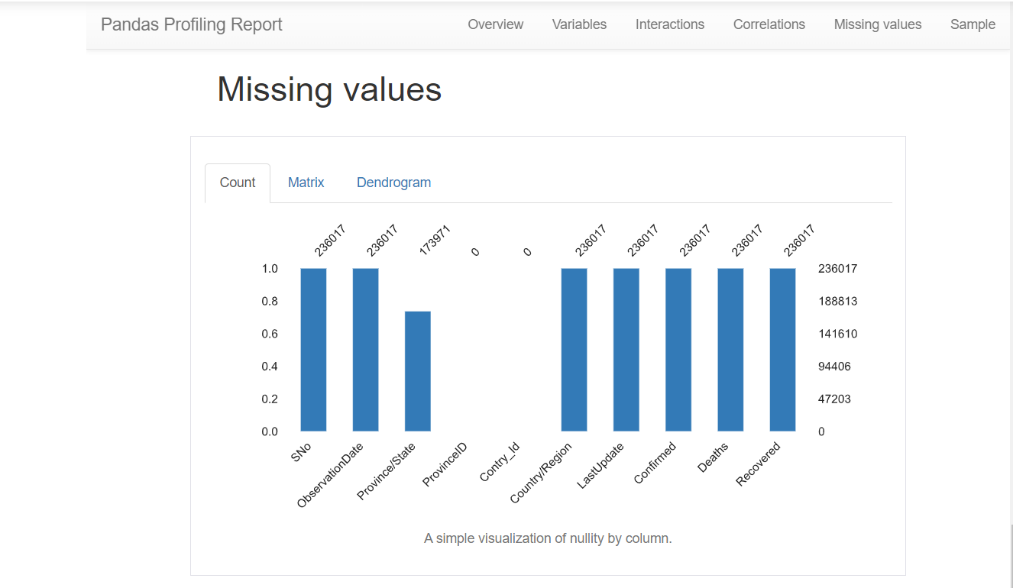 Pandas Profiling Report Overview Variables Interactions Correlations Missing values Sample
Missing values
Count Matrix Dendrogram
236017 236017 173971 0 0 236017 236017 236017 236017 236017
1.0 236017
0.8 188813
0.6 141610
0.4 94406
0.2 47203
0.0 0
SNo ObservationDate Province/State ProvinceID Contry_Id Country/Region LastUpdate Confirmed Deaths Recovered
A simple visualization of nullity by column.